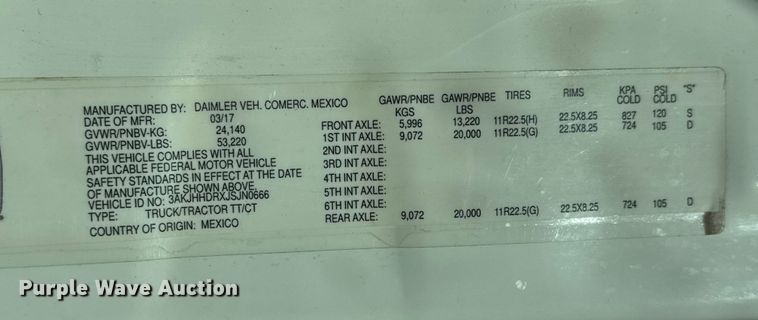 MANUFACTURED BY: DAIMLER VEH. COMERC. MEXICO
DATE OF MFR: 03/17
GVWR/PNBV-KG: 24,140
GVWR/PNBV-LBS: 53,220
THIS VEHICLE COMPLIES WITH ALL
APPLICABLE FEDERAL MOTOR VEHICLE
SAFETY STANDARDS IN EFFECT AT THE DATE
OF MANUFACTURE SHOWN ABOVE.
VEHICLE ID NO: 3AKJHHDRXJSJN0666
TYPE: TRUCK/TRACTOR TT/CT
COUNTRY OF ORIGIN: MEXICO
GAWR/PNBE KGS GAWR/PNBE LBS TIRES RIMS KPA COLD PSI COLD "S"
FRONT AXLE: 5,996 13,220 11R22.5(H) 22.5X8.25 827 120 S
1ST INT AXLE: 9,072 20,000 11R22.5(G) 22.5X8.25 724 105 D
2ND INT AXLE:
3RD INT AXLE:
4TH INT AXLE:
5TH INT AXLE:
6TH INT AXLE:
REAR AXLE: 9,072 20,000 11R22.5(G) 22.5X8.25 724 105 D
Purple Wave Auction